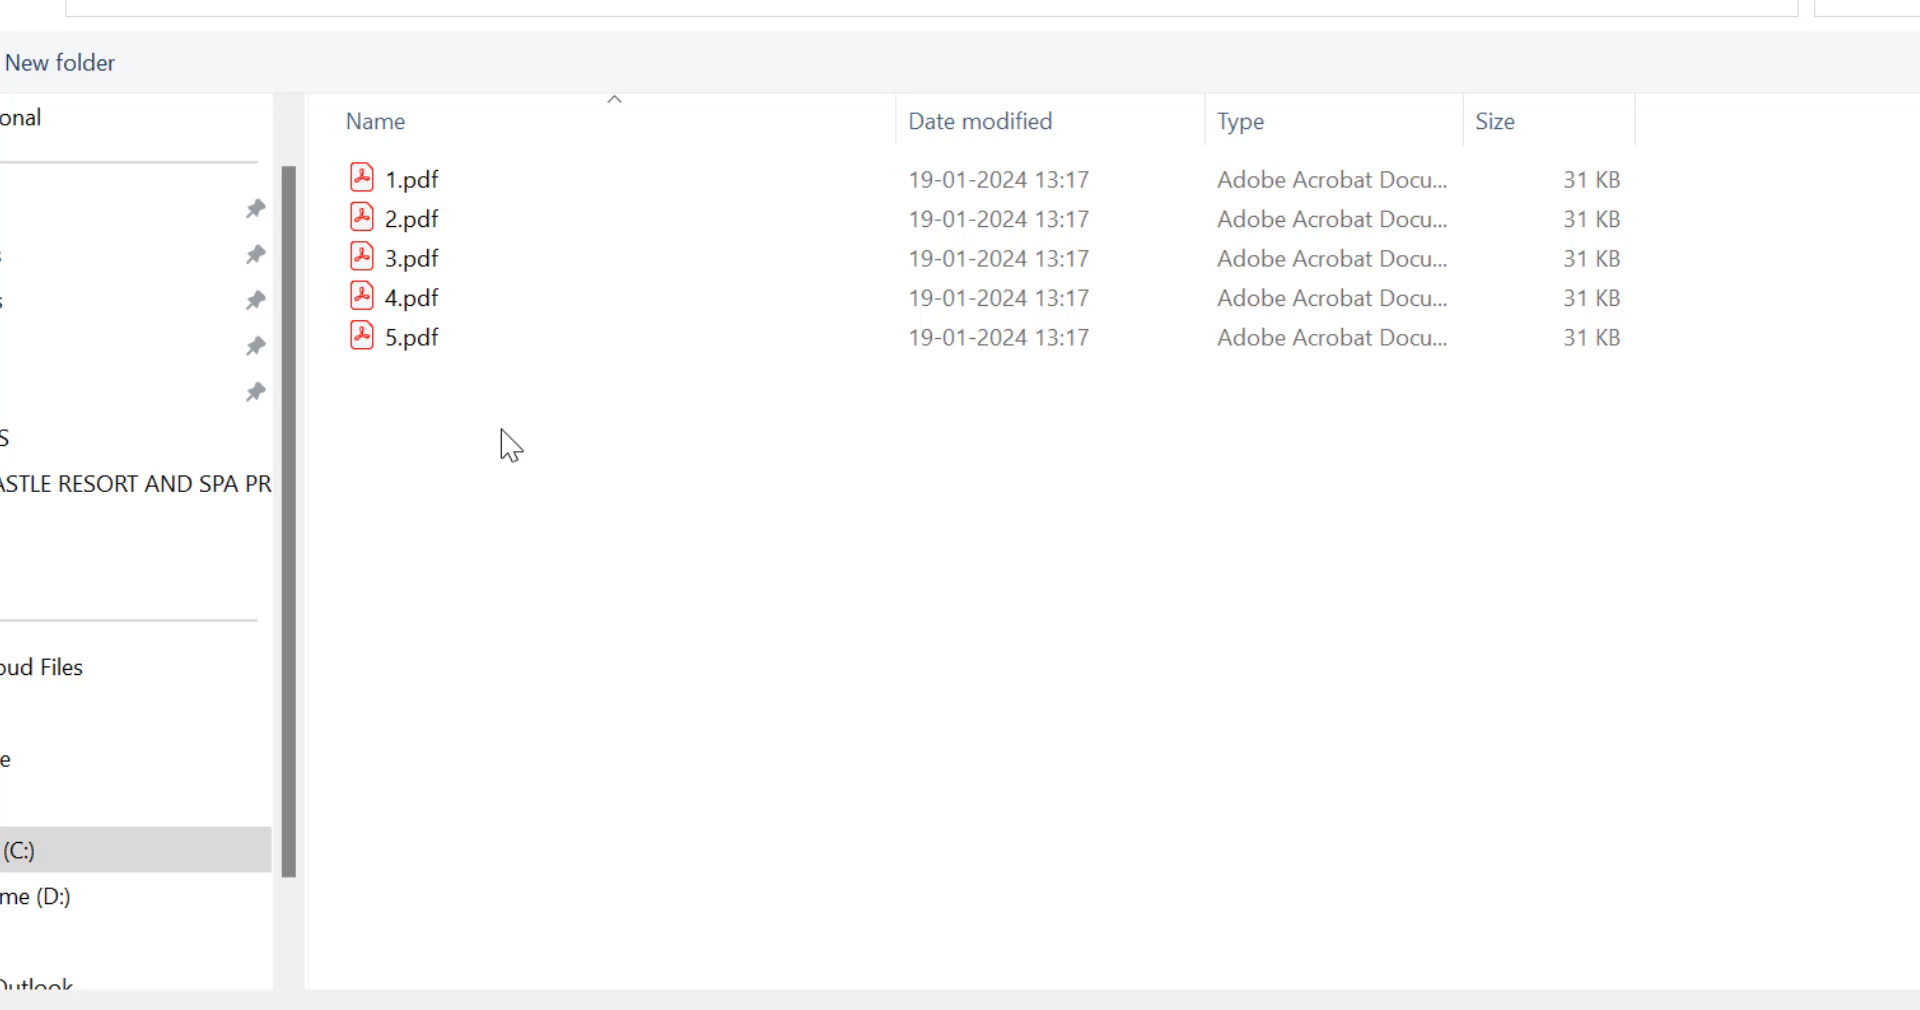 New folder
onal
Name Date modified Type Size
1.pdf 19-01-2024 13:17 Adobe Acrobat Docu... 31 KB
2.pdf 19-01-2024 13:17 Adobe Acrobat Docu... 31 KB
3.pdf 19-01-2024 13:17 Adobe Acrobat Docu... 31 KB
4.pdf 19-01-2024 13:17 Adobe Acrobat Docu... 31 KB
5.pdf 19-01-2024 13:17 Adobe Acrobat Docu... 31 KB
s
s
S
ASTLE RESORT AND SPA PR
oud Files
e
(C:)
me (D:)
Outlook